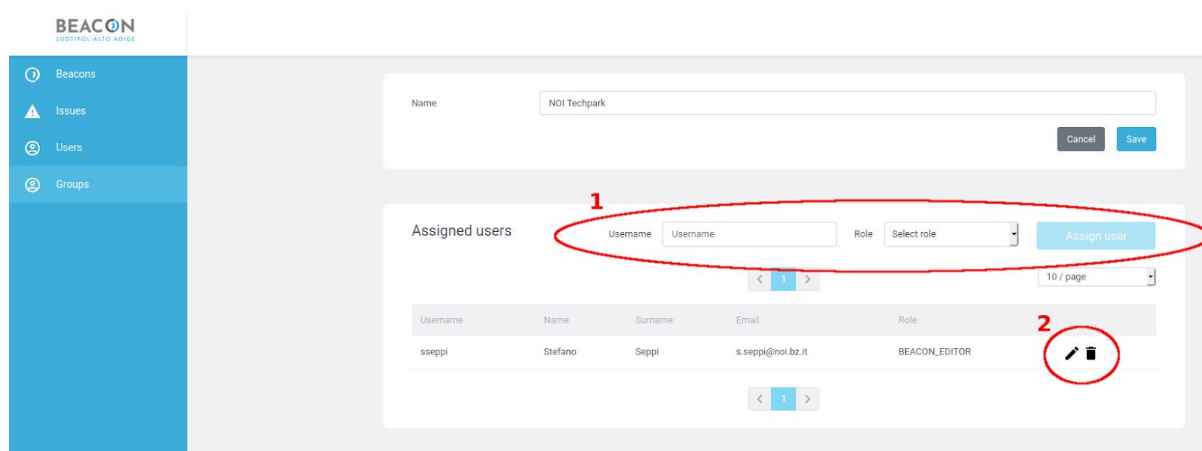 BEACON
SÜDTIROL·ALTO ADIGE
Beacons
Issues
Users
Groups
Name NOI Techpark
Cancel Save
1
Assigned users Username Username Role Select role Assign user
< 1 > 10 / page
Username Name Surname Email Role
2
sseppi Stefano Seppi s.seppi@noi.bz.it BEACON_EDITOR
< 1 >